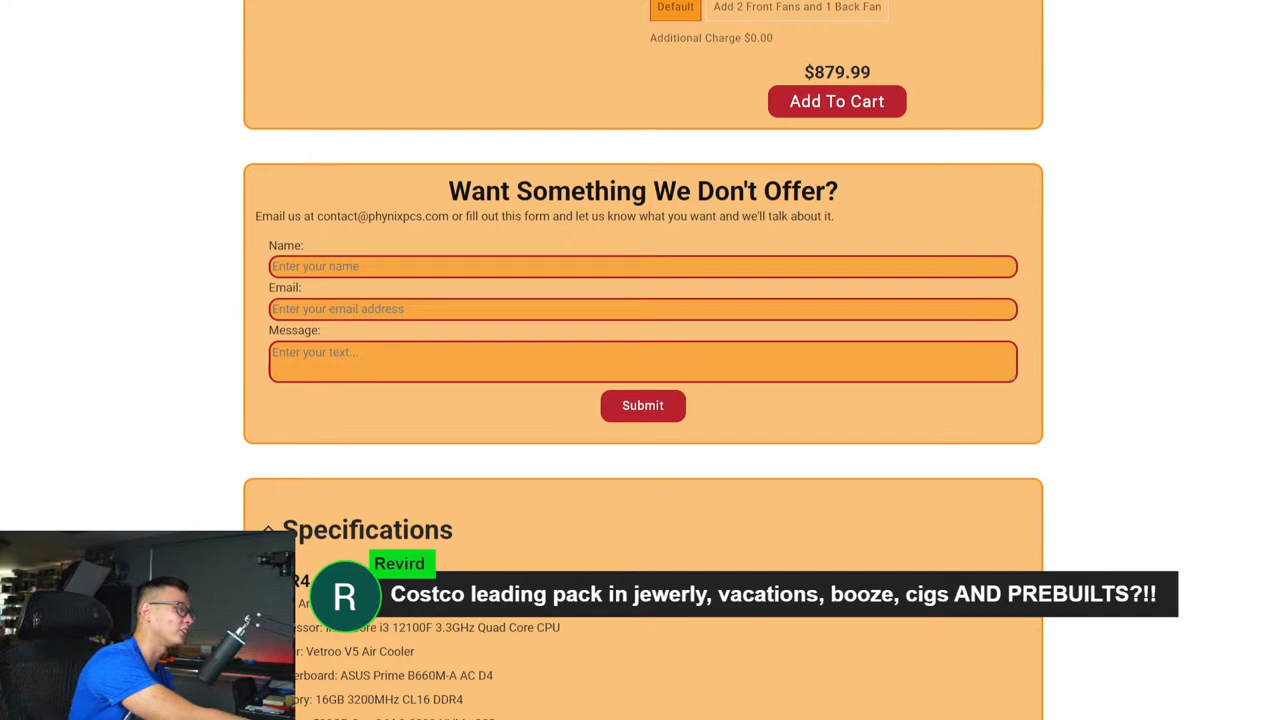 Default
Add 2 Front Fans and 1 Back Fan
Additional Charge $0.00
$879.99
Add To Cart
Want Something We Don't Offer?
Email us at contact@phynixpcs.com or fill out this form and let us know what you want and we'll talk about it.
Name:
Enter your name
Email:
Enter your email address
Message:
Enter your text...
Submit
Specifications
Revird
R
Costco leading pack in jewerly, vacations, booze, cigs AND PREBUILTS?!!
i3 12100F 3.3GHz Quad Core CPU
Vetroo V5 Air Cooler
ASUS Prime B660M-A AC D4
16GB 3200MHz CL16 DDR4